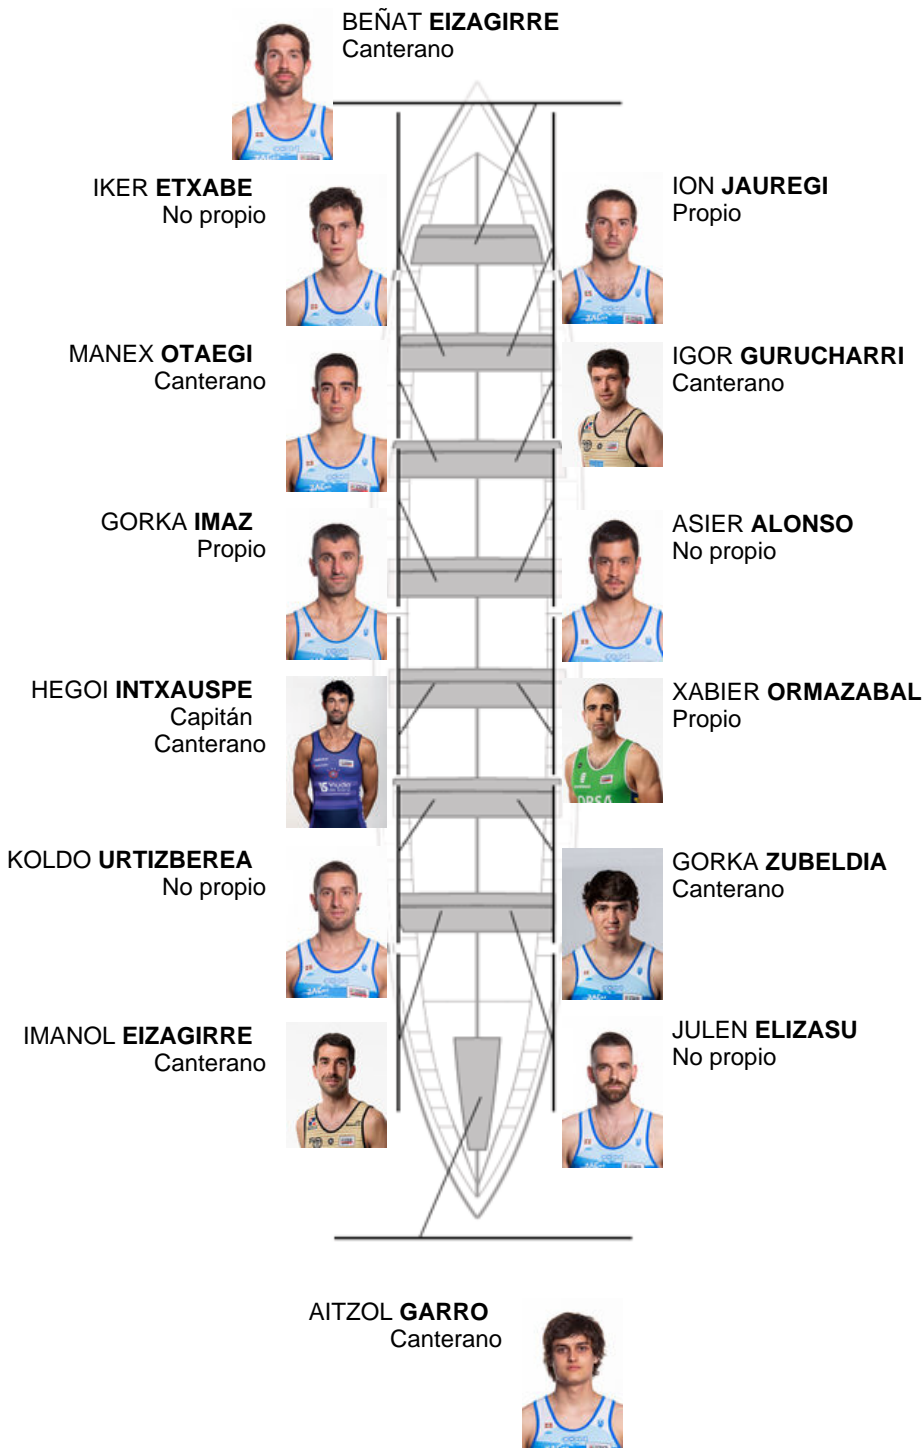 BEÑAT EIZAGIRRE
Canterano
IKER ETXABE
No propio
ION JAUREGI
Propio
MANEX OTAEGI
Canterano
IGOR GURUCHARRI
Canterano
GORKA IMAZ
Propio
ASIER ALONSO
No propio
HEGOI INTXAUSPE
Capitán
Canterano
XABIER ORMAZABAL
Propio
KOLDO URTIZBEREA
No propio
GORKA ZUBELDIA
Canterano
IMANOL EIZAGIRRE
Canterano
JULEN ELIZASU
No propio
AITZOL GARRO
Canterano